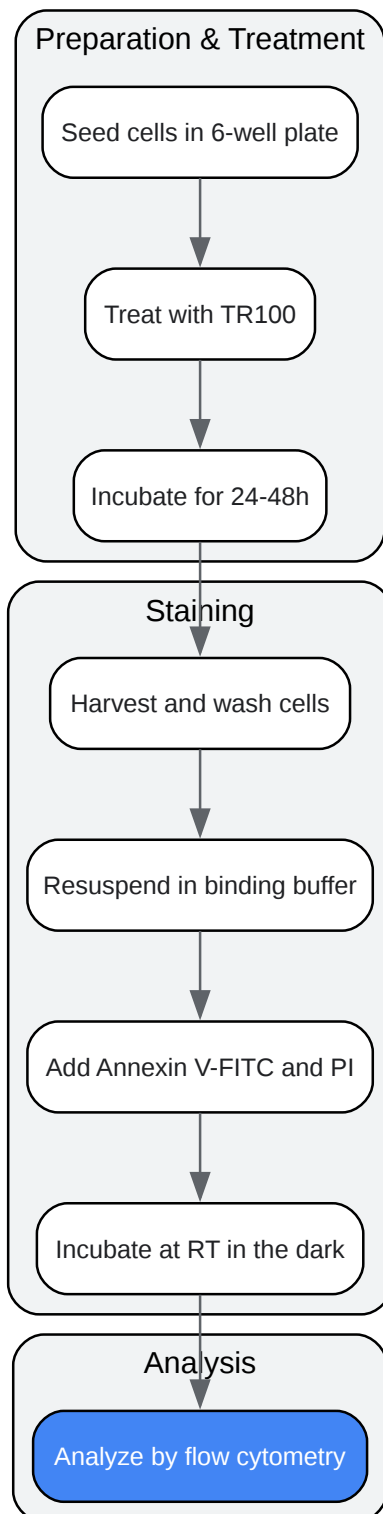 Preparation & Treatment
Seed cells in 6-well plate
Treat with TR100
Incubate for 24-48h
Staining
Harvest and wash cells
Resuspend in binding buffer
Add Annexin V-FITC and PI
Incubate at RT in the dark
Analysis
Analyze by flow cytometry